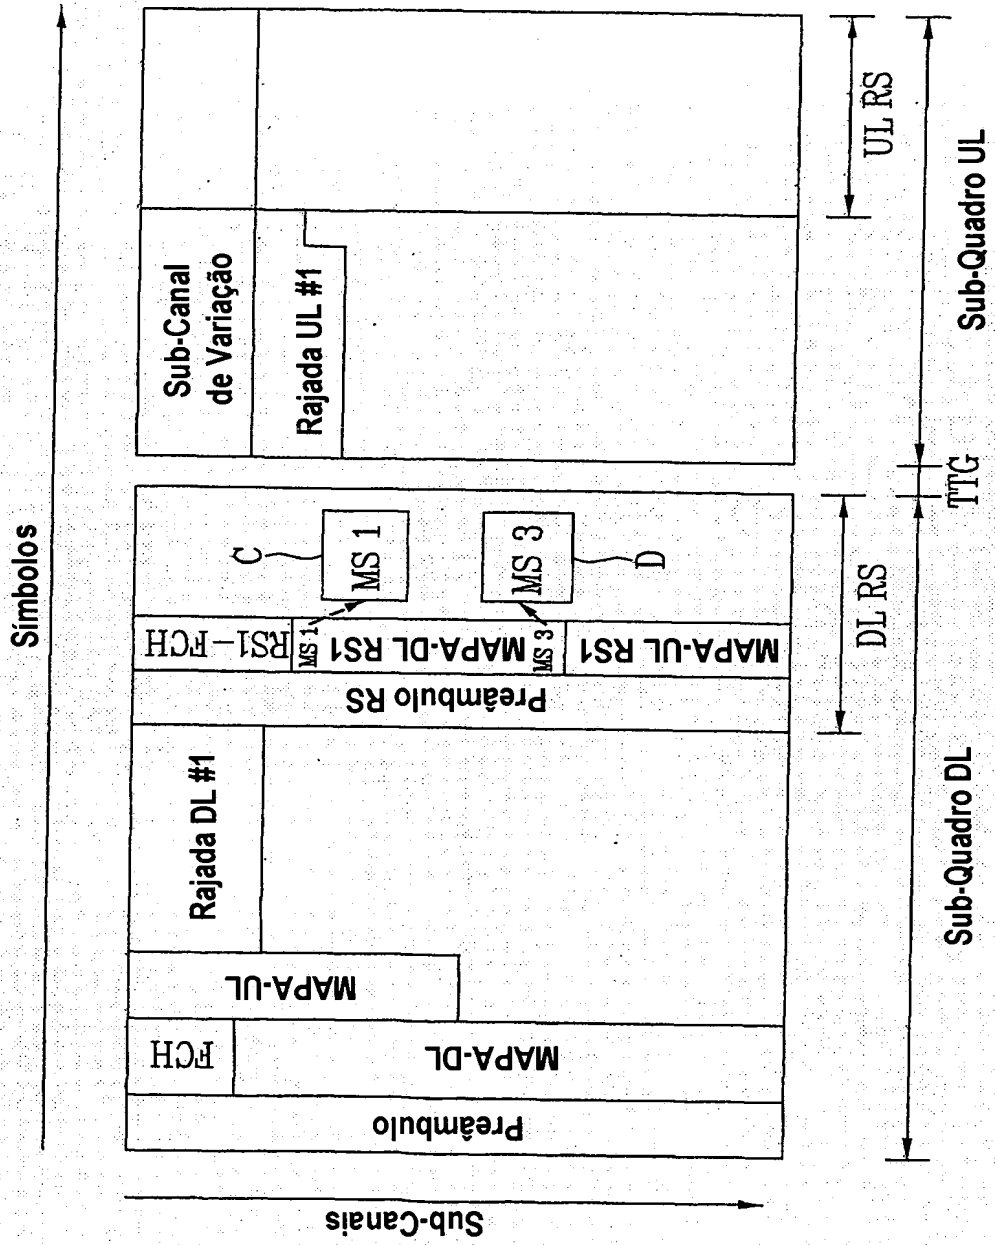 Símbolos
Sub-Canais
Preâmbulo
FCH
MAPA-DL
MAPA-UL
Rajada DL #1
Preâmbulo RS
RS1-FCH
MS 1
MAPA-DL RS1
MS 3
MAPA-UL RS1
C
MS 1
MS 3
D
Sub-Canal
de Variação
Rajada UL #1
DL RS
UL RS
Sub-Quadro DL
TTG
Sub-Quadro UL